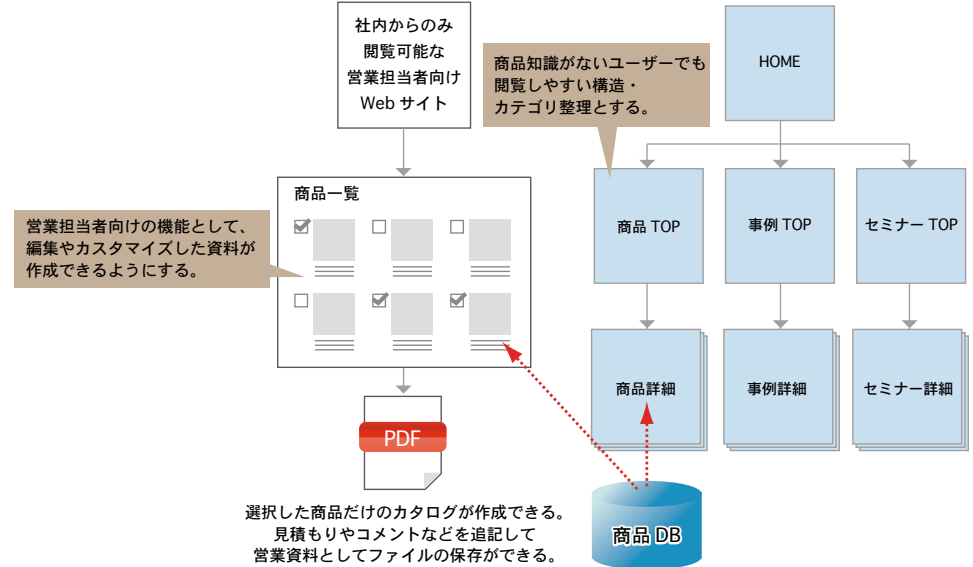 社内からのみ
閲覧可能な
営業担当者向け
Web サイト
商品知識がないユーザーでも
閲覧しやすい構造・
カテゴリ整理とする。
HOME
商品一覧
営業担当者向けの機能として、
編集やカスタマイズした資料が
作成できるようにする。
商品 TOP
事例 TOP
セミナー TOP
商品詳細
事例詳細
セミナー詳細
PDF
選択した商品だけのカタログが作成できる。
見積もりやコメントなどを追記して
営業資料としてファイルの保存ができる。
商品 DB